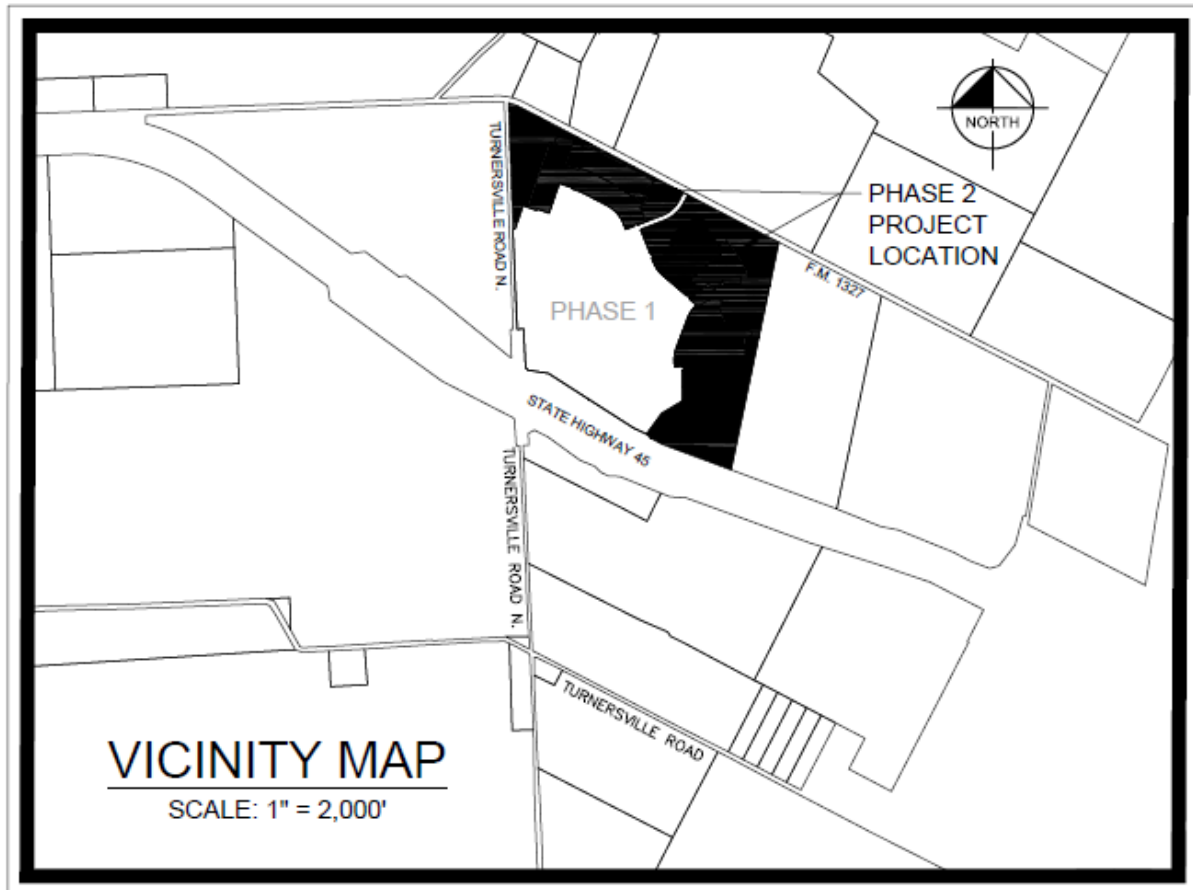 TURNERSVILLE ROAD N.
NORTH
PHASE 2
PROJECT
LOCATION
F.M. 1327
PHASE 1
STATE HIGHWAY 45
TURNERSVILLE ROAD N.
TURNERSVILLE ROAD
VICINITY MAP
SCALE: 1" = 2,000'